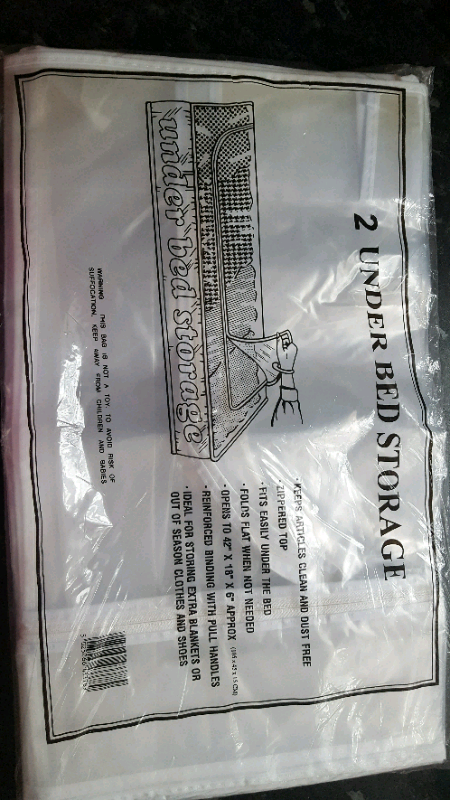 2 UNDER BED STORAGE
under bed storage
· KEEPS ARTICLES CLEAN AND DUST FREE
· ZIPPERED TOP
· FITS EASILY UNDER THE BED
· FOLDS FLAT WHEN NOT NEEDED
· OPENS TO 42" X 18" X 6" APPROX
· REINFORCED BINDING WITH PULL HANDLES
· IDEAL FOR STORING EXTRA BLANKETS OR
OUT OF SEASON CLOTHES AND SHOES
WARNING THIS BAG IS NOT A TOY. TO AVOID RISK OF
SUFFOCATION, KEEP AWAY FROM CHILDREN AND BABIES